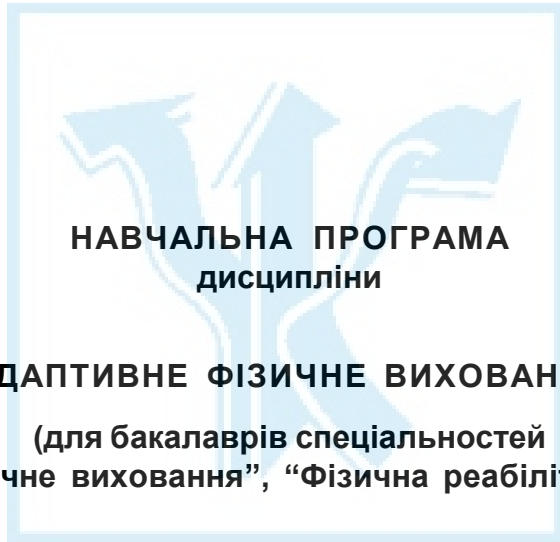 НАВЧАЛЬНА ПРОГРАМА
дисципліни
ДАПТИВНЕ ФІЗИЧНЕ ВИХОВАН
(для бакалаврів спеціальностей
чне виховання”, “Фізична реабіліт